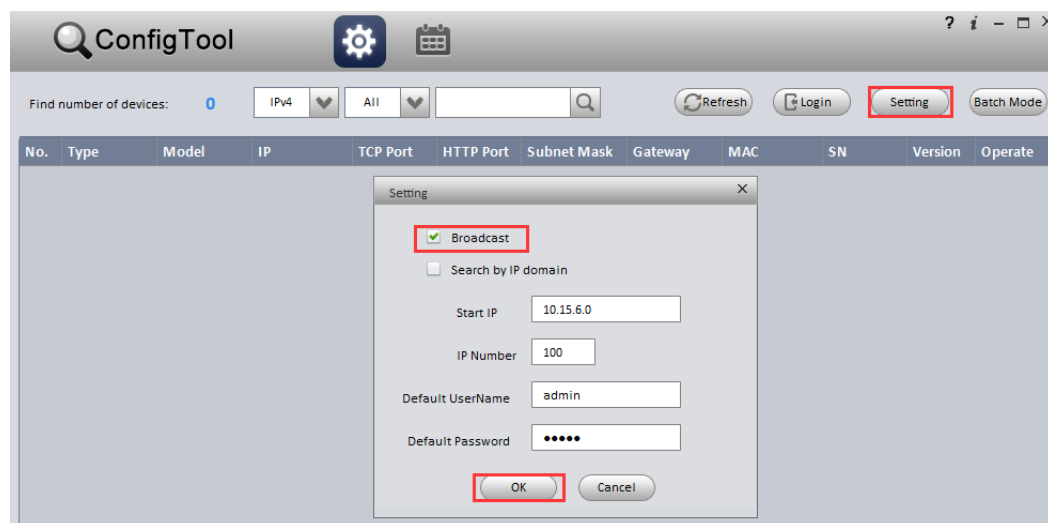 ConfigTool
? i
Find number of devices: 0 IPv4 All Refresh Login Setting Batch Mode
No. Type Model IP TCP Port HTTP Port Subnet Mask Gateway MAC SN Version Operate
Setting
Broadcast
Search by IP domain
Start IP 10.15.6.0
IP Number 100
Default UserName admin
Default Password •••••
OK Cancel